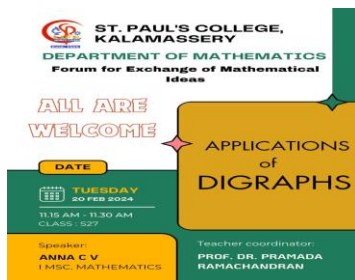 ST. PAUL'S COLLEGE,
KALAMASSERY
DEPARTMENT OF MATHEMATICS
Forum for Exchange of Mathematical
Ideas
ALL ARE
WELCOME
APPLICATIONS
of
DIGRAPHS
DATE
TUESDAY
20 FEB 2024
11.15 AM - 11.30 AM
CLASS : S27
Speaker:
ANNA C V
I MSC. MATHEMATICS
Teacher coordinator:
PROF. DR. PRAMADA
RAMACHANDRAN